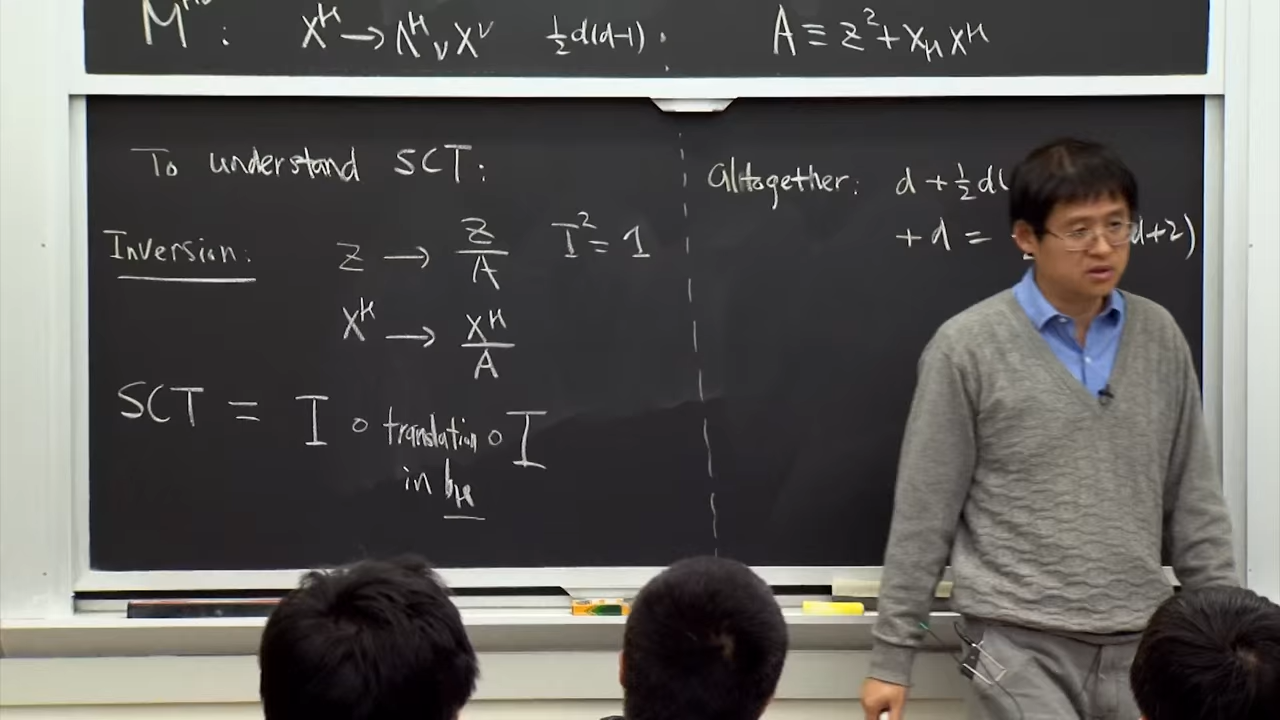 M : X^μ → Λ^μ_ν X^ν ½d(d-1). A ≡ z² + x_μ x^μ
To understand SCT:
Inversion: z → z/A I² = 1
x^μ → x^μ/A
SCT = I ∘ translation ∘ I
in b_μ
Altogether: d + ½d(
+ d = d+2)